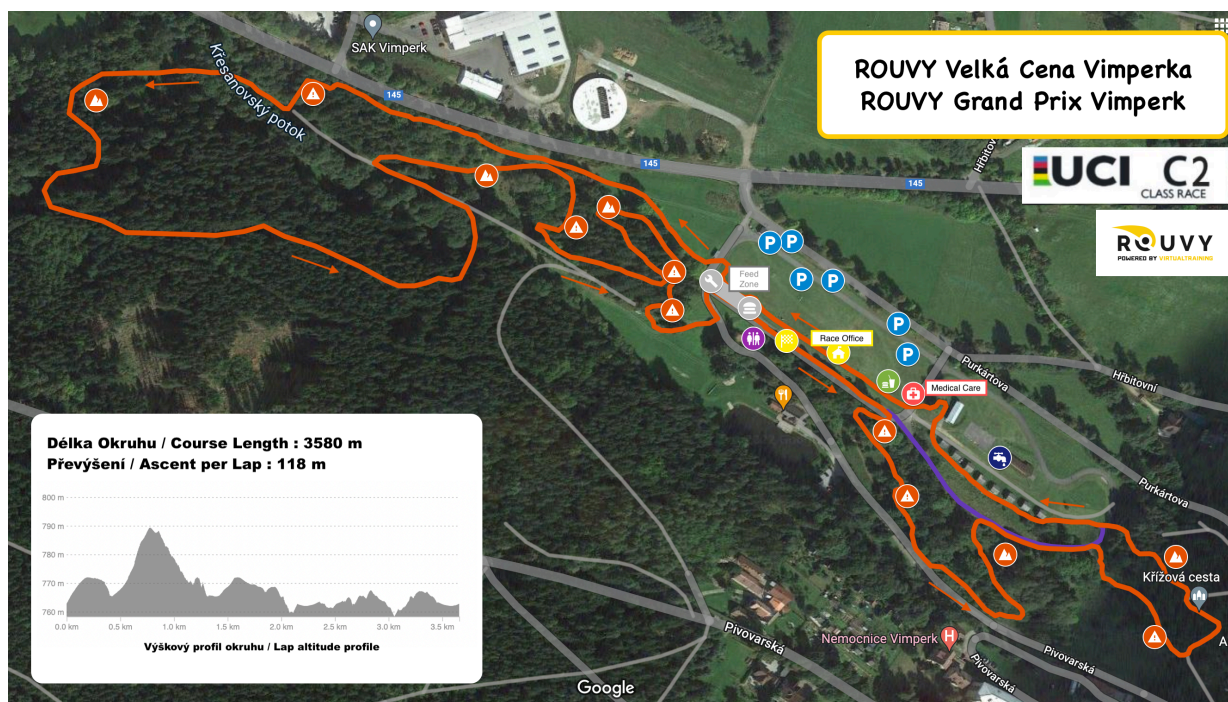 SAK Vimperk
Křesanovský potok
145
145
145
ROUVY Velká Cena Vimperka
ROUVY Grand Prix Vimperk
UCI C2
CLASS RACE
ROUVY
POWERED BY VIRTUALTRAINING
Hřbitovní
P
P
P
P
P
P
Feed
Zone
Race Office
Medical Care
Purkártova
Hřbitovní
Purkártova
Křížová cesta
A
Nemocnice Vimperk
H
Pivovarská
Pivovarská
Pivovarská
Google
Délka Okruhu / Course Length : 3580 m
Převýšení / Ascent per Lap : 118 m
800 m
790 m
780 m
770 m
760 m
0.0 km 0.5 km 1.0 km 1.5 km 2.0 km 2.5 km 3.0 km 3.5 km
Výškový profil okruhu / Lap altitude profile